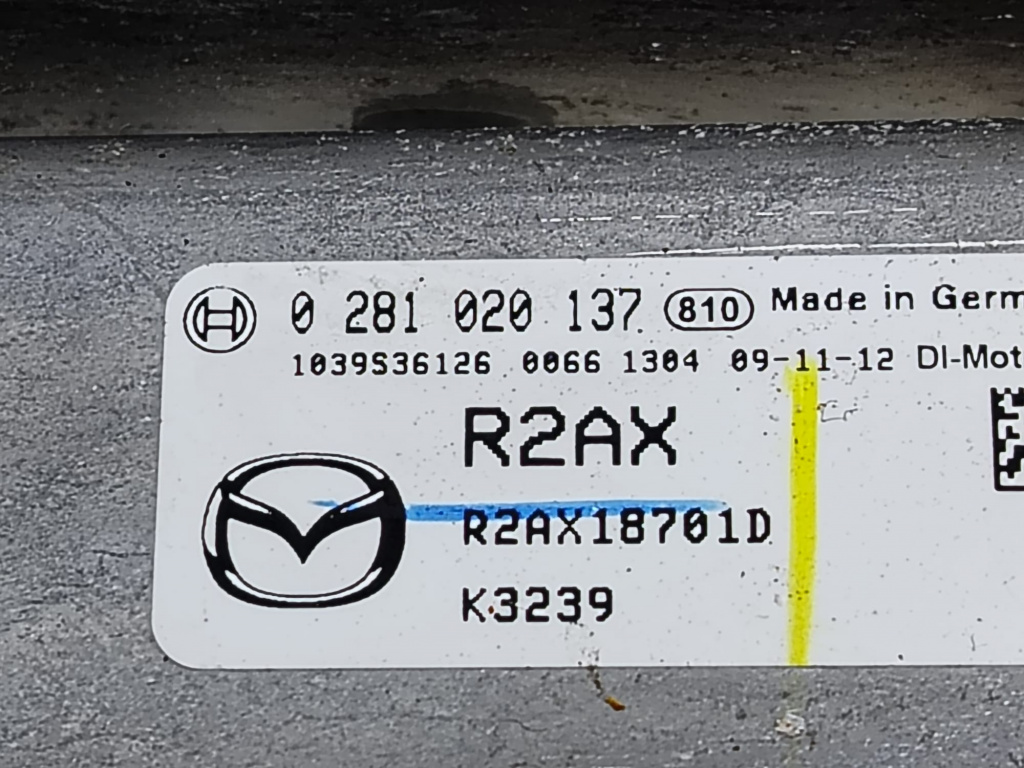 0 281 020 137 810 Made in Germ
1039S36126 0066 1304 09-11-12 DI-Mot
R2AX
R2AX18701D
K3239